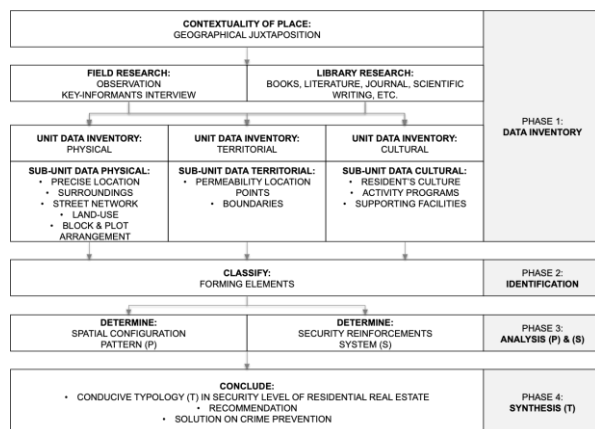 CONTEXTUALITY OF PLACE:
GEOGRAPHICAL JUXTAPOSITION
FIELD RESEARCH:
OBSERVATION
KEY-INFORMANTS INTERVIEW
LIBRARY RESEARCH:
BOOKS, LITERATURE, JOURNAL, SCIENTIFIC
WRITING, ETC.
PHASE 1:
DATA INVENTORY
UNIT DATA INVENTORY:
PHYSICAL
UNIT DATA INVENTORY:
TERRITORIAL
UNIT DATA INVENTORY:
CULTURAL
SUB-UNIT DATA PHYSICAL:
• PRECISE LOCATION
• SURROUNDINGS
• STREET NETWORK
• LAND-USE
• BLOCK & PLOT
ARRANGEMENT
SUB-UNIT DATA TERRITORIAL:
• PERMEABILITY LOCATION
POINTS
• BOUNDARIES
SUB-UNIT DATA CULTURAL:
• RESIDENT'S CULTURE
• ACTIVITY PROGRAMS
• SUPPORTING FACILITIES
CLASSIFY:
FORMING ELEMENTS
PHASE 2:
IDENTIFICATION
DETERMINE:
SPATIAL CONFIGURATION
PATTERN (P)
DETERMINE:
SECURITY REINFORCEMENTS
SYSTEM (S)
PHASE 3:
ANALYSIS (P) & (S)
CONCLUDE:
• CONDUCIVE TYPOLOGY (T) IN SECURITY LEVEL OF RESIDENTIAL REAL ESTATE
• RECOMMENDATION
• SOLUTION ON CRIME PREVENTION
PHASE 4:
SYNTHESIS (T)